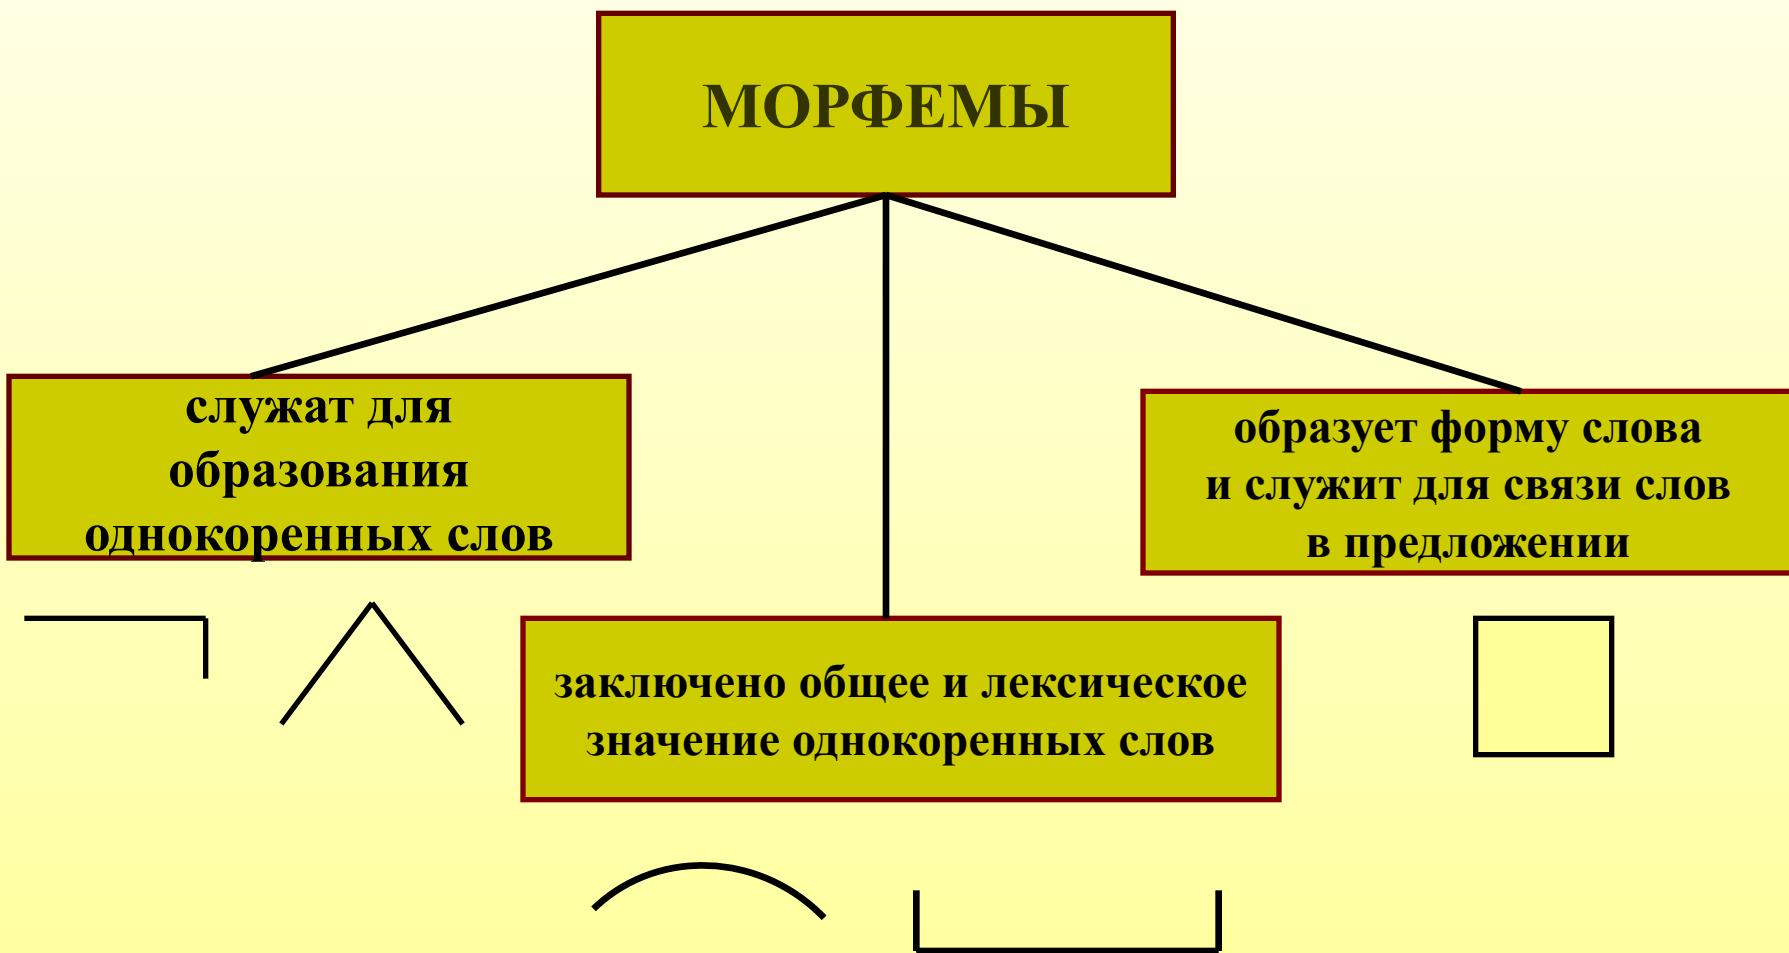 МОРФЕМЫ
служат для
образования
однокоренных слов
образует форму слова
и служит для связи слов
в предложении
заключено общее и лексическое
значение однокоренных слов